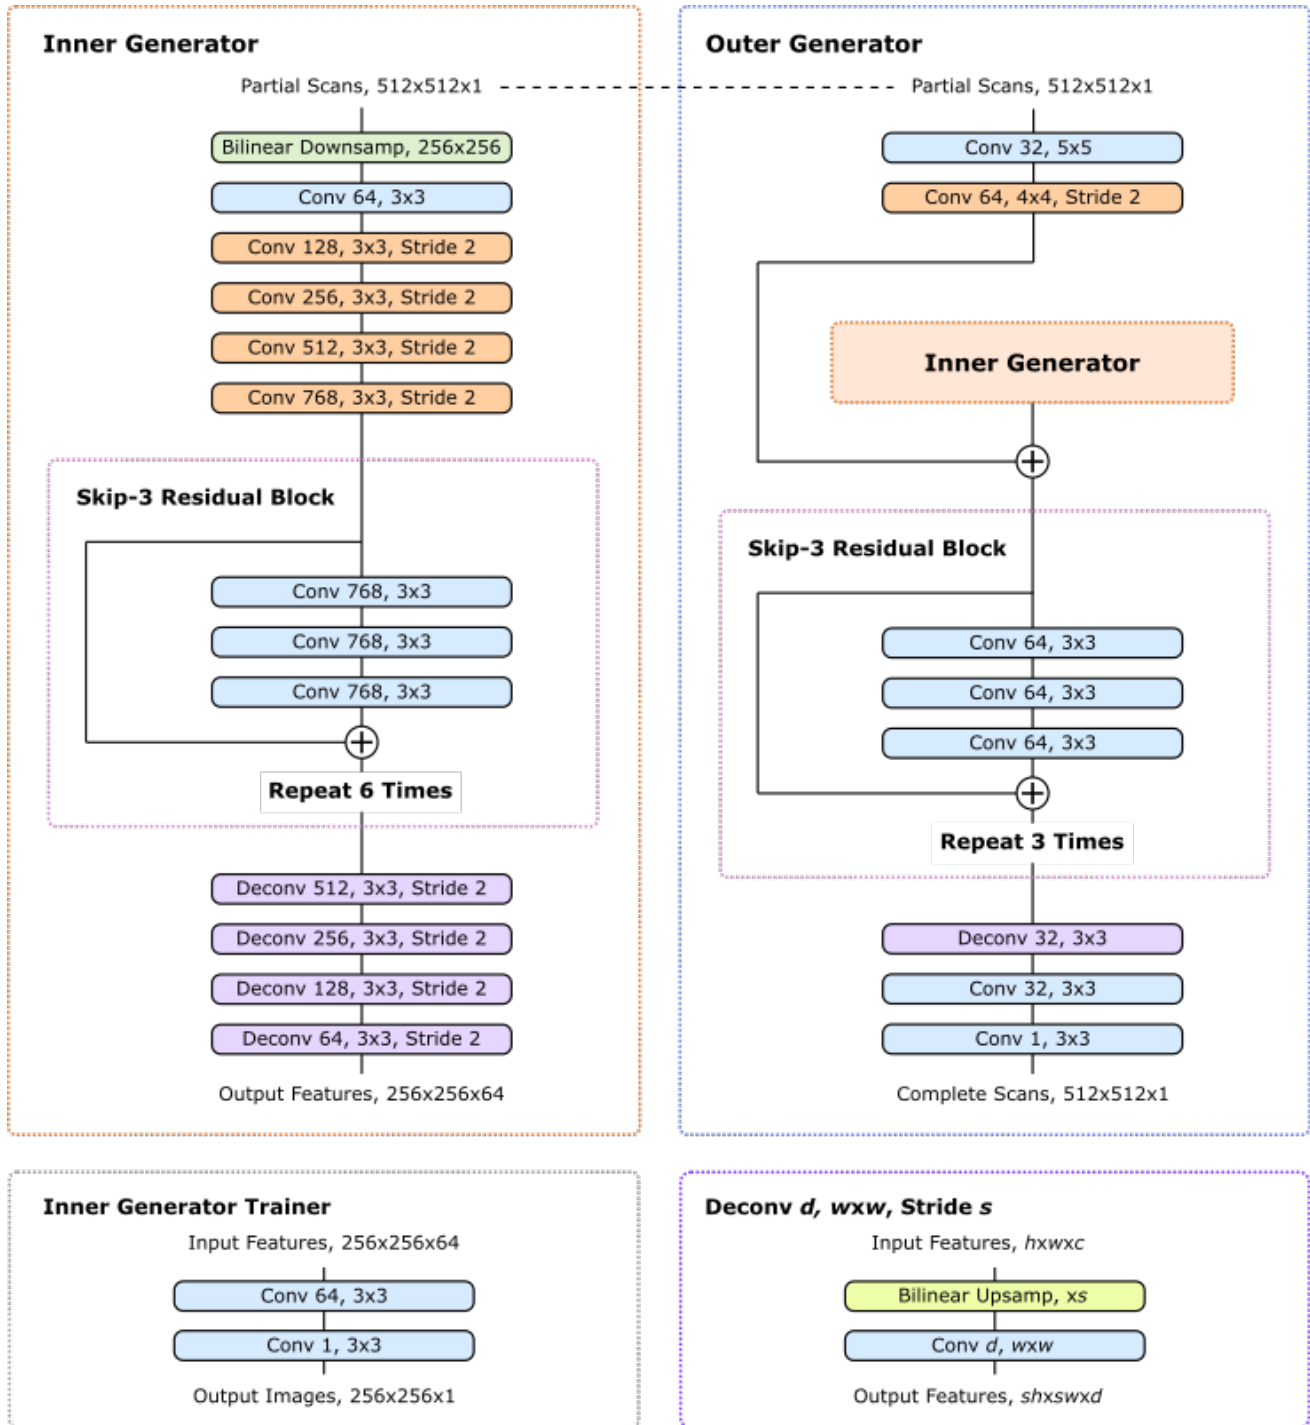 Inner Generator
Partial Scans, 512x512x1
Bilinear Downsamp, 256x256
Conv 64, 3x3
Conv 128, 3x3, Stride 2
Conv 256, 3x3, Stride 2
Conv 512, 3x3, Stride 2
Conv 768, 3x3, Stride 2
Skip-3 Residual Block
Conv 768, 3x3
Conv 768, 3x3
Conv 768, 3x3
Repeat 6 Times
Deconv 512, 3x3, Stride 2
Deconv 256, 3x3, Stride 2
Deconv 128, 3x3, Stride 2
Deconv 64, 3x3, Stride 2
Output Features, 256x256x64
Outer Generator
Partial Scans, 512x512x1
Conv 32, 5x5
Conv 64, 4x4, Stride 2
Inner Generator
Skip-3 Residual Block
Conv 64, 3x3
Conv 64, 3x3
Conv 64, 3x3
Repeat 3 Times
Deconv 32, 3x3
Conv 32, 3x3
Conv 1, 3x3
Complete Scans, 512x512x1
Inner Generator Trainer
Input Features, 256x256x64
Conv 64, 3x3
Conv 1, 3x3
Output Images, 256x256x1
Deconv d, wxw, Stride s
Input Features, hxwxc
Bilinear Upsamp, xs
Conv d, wxw
Output Features, shxswxd